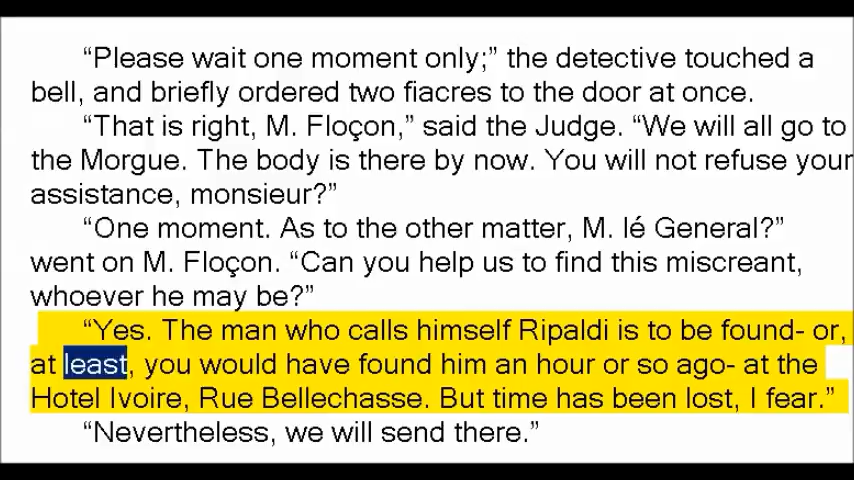 “Please wait one moment only;” the detective touched a
bell, and briefly ordered two fiacres to the door at once.
“That is right, M. Floçon,” said the Judge. “We will all go to
the Morgue. The body is there by now. You will not refuse your
assistance, monsieur?”
“One moment. As to the other matter, M. lé General?”
went on M. Floçon. “Can you help us to find this miscreant,
whoever he may be?”
“Yes. The man who calls himself Ripaldi is to be found- or,
at least, you would have found him an hour or so ago- at the
Hotel Ivoire, Rue Bellechasse. But time has been lost, I fear.”
“Nevertheless, we will send there.”